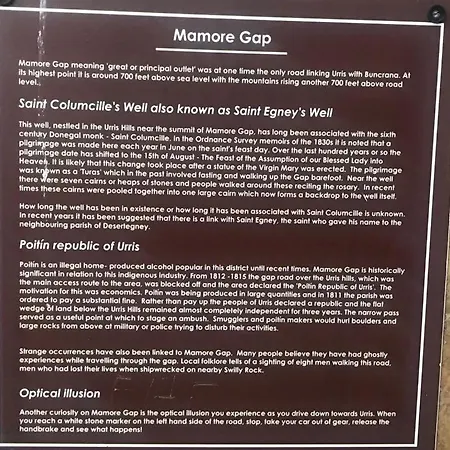 Mamore Gap
Mamore Gap meaning 'great or principal outlet' was at one time the only road linking Urris with Buncrana. At
its highest point it is around 700 feet above sea level with the mountains rising another 700 feet above road
level..
Saint Columcille's Well also known as Saint Egney's Well
This well, nestled in the Urris Hills near the summit of Mamore Gap, has long been associated with the sixth
century Donegal monk - Saint Columcille. In the Ordnance Survey memoirs of the 1830s it is noted that a
pilgrimage was made here each year in June on the saint's feast day. Over the last hundred years or so the
pilgrimage date has shifted to the 15th of August - The Feast of the Assumption of our Blessed Lady into
Heaven. It is likely that this change took place after a statue of the Virgin Mary was erected. The pilgrimage
was known as a 'Turas' which in the past involved fasting and walking up the Gap barefoot. Near the well
there were seven cairns or heaps of stones and people walked around these reciting the rosary. In recent
times these cairns were pooled together into one large cairn which now forms a backdrop to the well itself.
How long the well has been in existence or how long it has been associated with Saint Columcille is unknown.
In recent years it has been suggested that there is a link with Saint Egney, the saint who gave his name to the
neighbouring parish of Desertegney.
Poitín republic of Urris
Poitín is an illegal home- produced alcohol popular in this district until recent times. Mamore Gap is historically
significant in relation to this indigenous industry. From 1812 -1815 the gap road over the Urris hills, which was
the main access route to the area, was blocked off and the area declared the 'Poitín Republic of Urris'. The
motivation for this was economics. Poitín was being produced in large quantities and in 1811 the parish was
ordered to pay a substantial fine. Rather than pay up the people of Urris declared a republic and the flat
wedge of land below the Urris Hills remained almost completely independent for three years. The narrow pass
served as a useful point at which to stage an ambush. Smugglers and poitín makers would hurl boulders and
large rocks from above at military or police trying to disturb their activities.
Strange occurrences have also been linked to Mamore Gap. Many people believe they have had ghostly
experiences while travelling through the gap. Local folklore tells of a sighting of eight men walking this road,
men who had lost their lives when shipwrecked on nearby Swilly Rock.
Optical illusion
Another curiosity on Mamore Gap is the optical illusion you experience as you drive down towards Urris. When
you reach a white stone marker on the left hand side of the road, stop, take your car out of gear, release the
handbrake and see what happens!